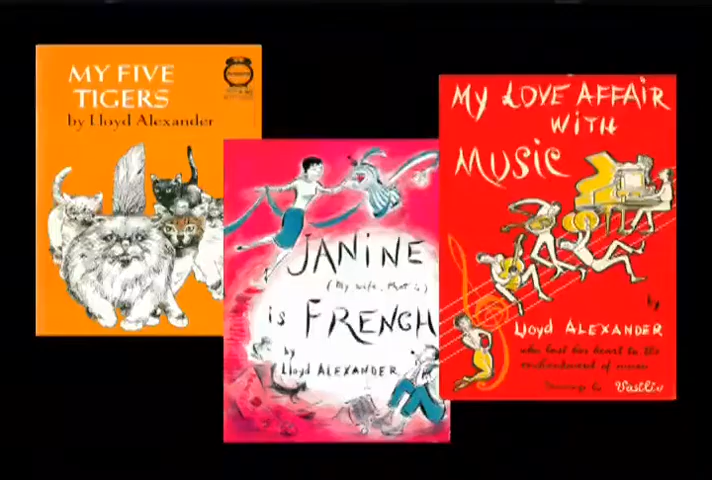 MY FIVE
TIGERS
by Lloyd Alexander
JANINE
(My wife, that is)
is FRENCH
by
Lloyd ALEXANDER
MY LOVE AFFAIR
WITH
MUSIC
by
Lloyd ALEXANDER
who lost his heart to the
enchantment of music
Vasiliu